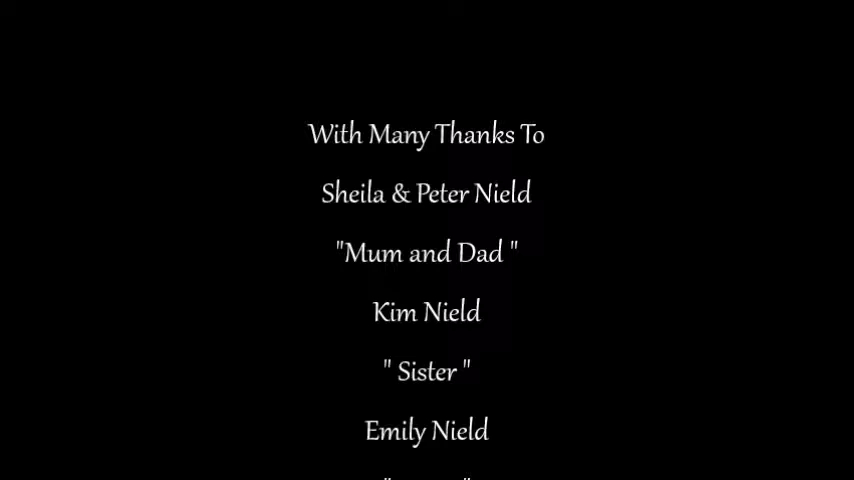 With Many Thanks To
Sheila & Peter Nield
"Mum and Dad "
Kim Nield
" Sister "
Emily Nield